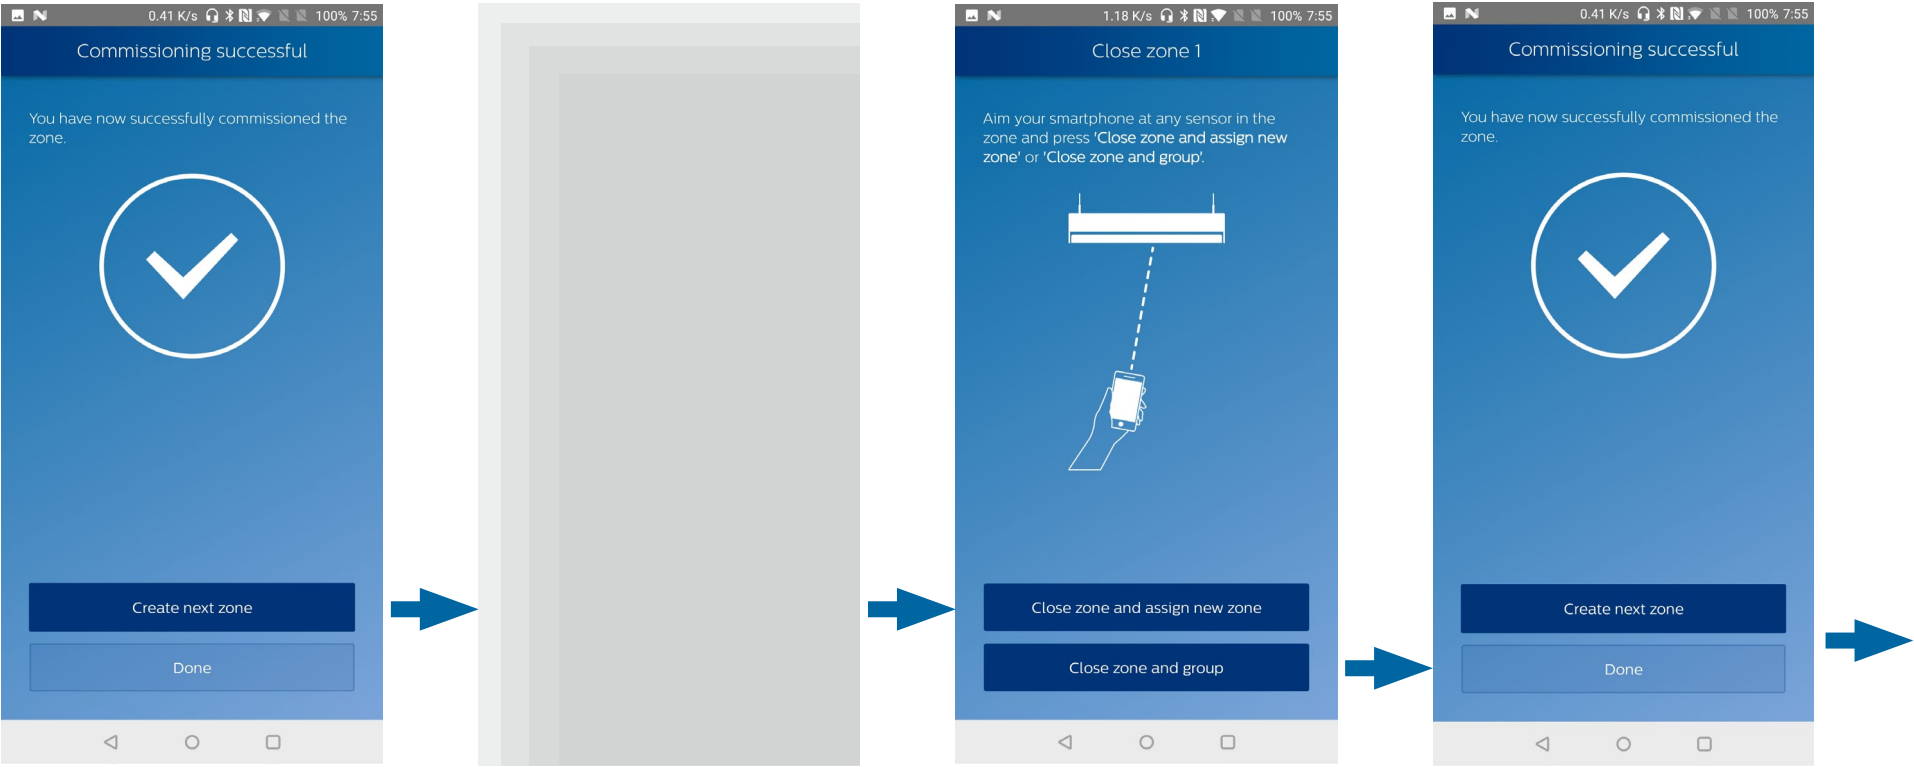 0.41 K/s 100% 7:55
Commissioning successful
You have now successfully commissioned the
zone.
Create next zone
Done
1.18 K/s 100% 7:55
Close zone 1
Aim your smartphone at any sensor in the
zone and press 'Close zone and assign new
zone' or 'Close zone and group'.
Close zone and assign new zone
Close zone and group
0.41 K/s 100% 7:55
Commissioning successful
You have now successfully commissioned the
zone.
Create next zone
Done